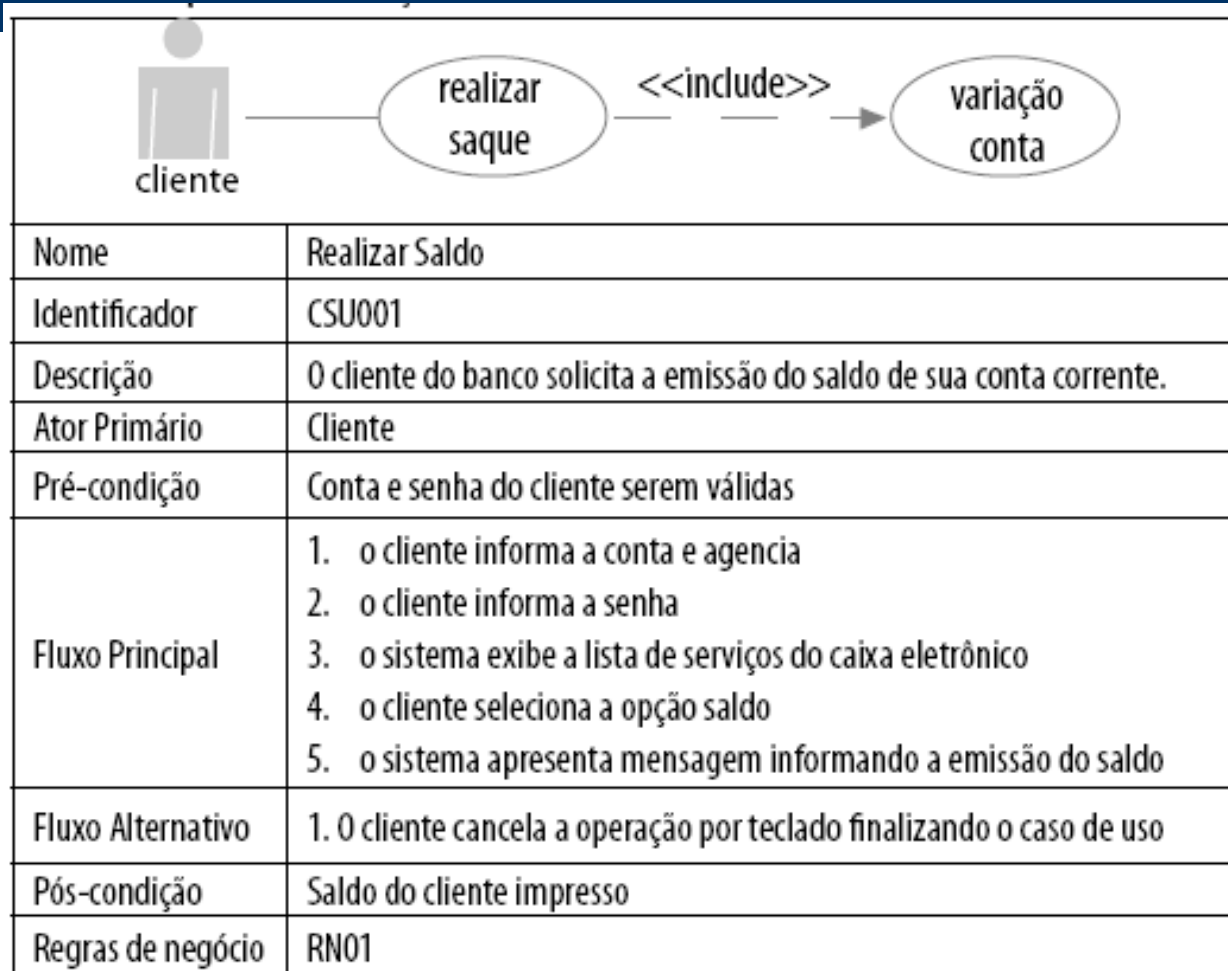 realizar saque
<<include>>
variação conta
cliente
Nome
Realizar Saldo
Identificador
CSU001
Descrição
O cliente do banco solicita a emissão do saldo de sua conta corrente.
Ator Primário
Cliente
Pré-condição
Conta e senha do cliente serem válidas
Fluxo Principal
1. o cliente informa a conta e agencia
2. o cliente informa a senha
3. o sistema exibe a lista de serviços do caixa eletrônico
4. o cliente seleciona a opção saldo
5. o sistema apresenta mensagem informando a emissão do saldo
Fluxo Alternativo
1. O cliente cancela a operação por teclado finalizando o caso de uso
Pós-condição
Saldo do cliente impresso
Regras de negócio
RN01